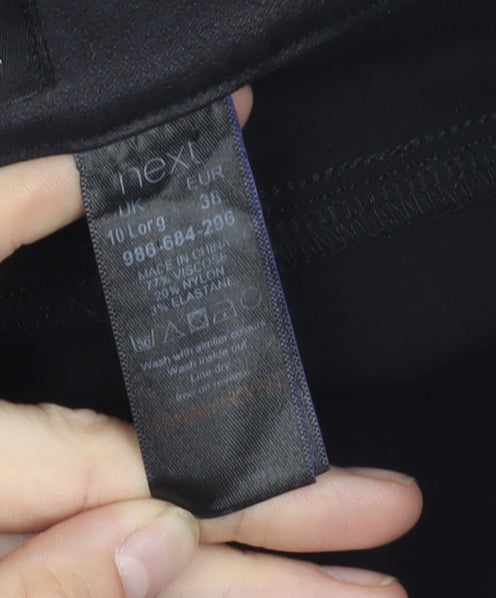 next
UK EUR
10 Long 38
986-684-296
MADE IN CHINA
77% VISCOSE
20% NYLON
3% ELASTANE
Wash with similar colours
Wash inside out
Line dry